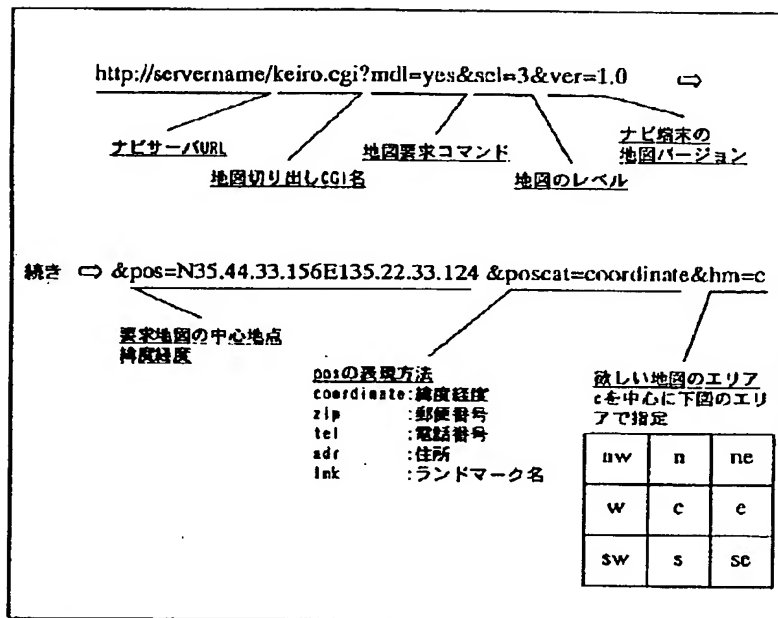 http://servername/keiro.cgi?mdl=yes&scl=3&ver=1.0 ⇨
ナビサーバURL
地図切り出しCGI名
地図要求コマンド
地図のレベル
ナビ端末の
地図バージョン
続き ⇨ &pos=N35.44.33.156E135.22.33.124 &poscat=coordinate&hm=c
要求地図の中心地点
緯度経度
posの表現方法
coordinate:緯度経度
zip :郵便番号
tel :電話番号
adr :住所
lnk :ランドマーク名
欲しい地図のエリア
cを中心に下図のエリ
アで指定
nw n ne
w c e
sw s se